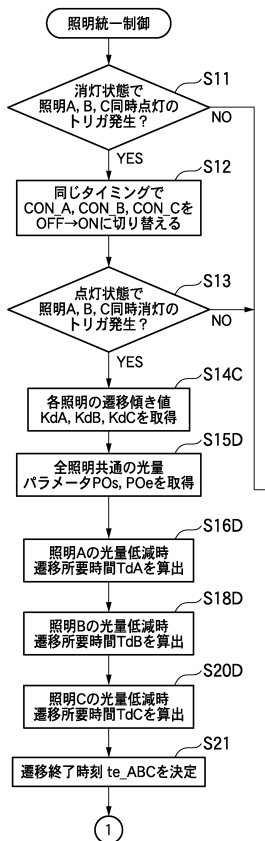 照明統一制御
S11
消灯状態で
照明A, B, C同時点灯の
トリガ発生？
NO
YES
S12
同じタイミングで
CON_A, CON_B, CON_Cを
OFF→ONに切り替える
S13
点灯状態で
照明A, B, C同時消灯の
トリガ発生？
NO
YES
S14C
各照明の遷移傾き値
KdA, KdB, KdCを取得
S15D
全照明共通の光量
パラメータPOs, POeを取得
S16D
照明Aの光量低減時
遷移所要時間TdAを算出
S18D
照明Bの光量低減時
遷移所要時間TdBを算出
S20D
照明Cの光量低減時
遷移所要時間TdCを算出
S21
遷移終了時刻 te_ABCを決定
1